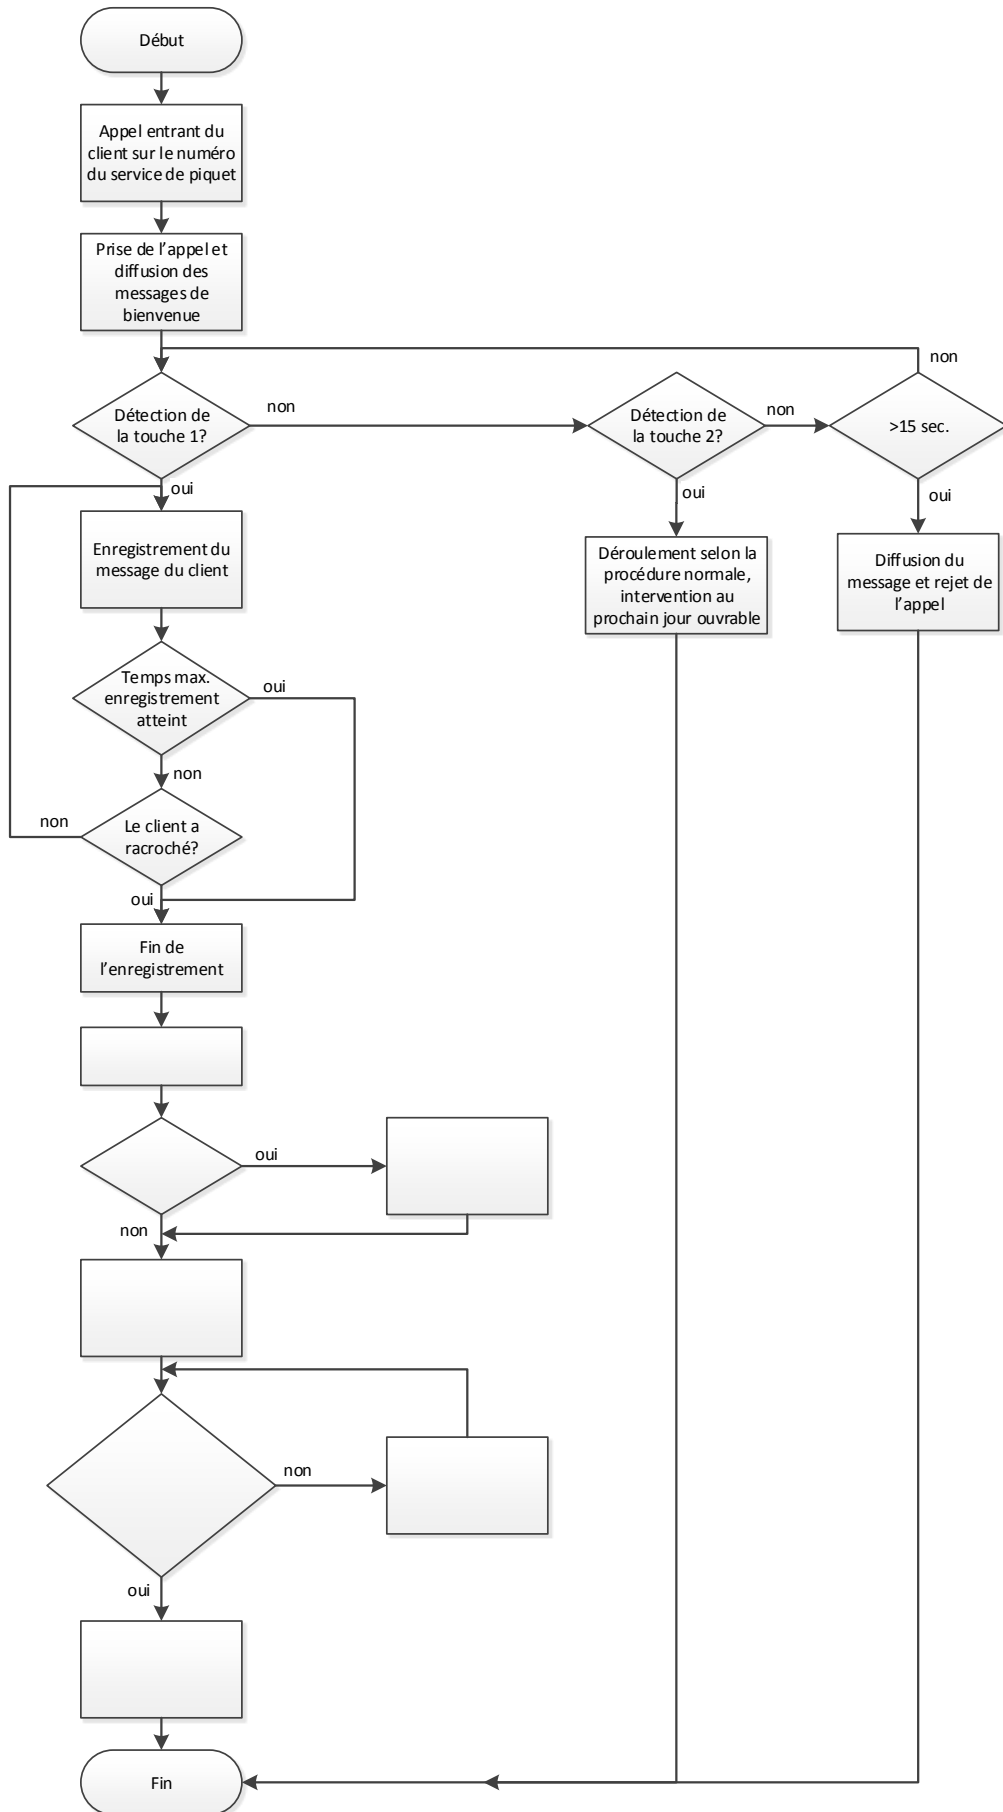 Début
Appel entrant du
client sur le numéro
du service de piquet
Prise de l'appel et
diffusion des
messages de
bienvenue
non
Détection de
la touche 1?
non
Détection de
la touche 2?
non
>15 sec.
oui
oui
oui
Enregistrement du
message du client
Déroulement selon la
procédure normale,
intervention au
prochain jour ouvrable
Diffusion du
message et rejet de
l'appel
Temps max.
enregistrement
atteint
oui
non
non
Le client a
racroché?
oui
Fin de
l'enregistrement
oui
non
non
oui
Fin